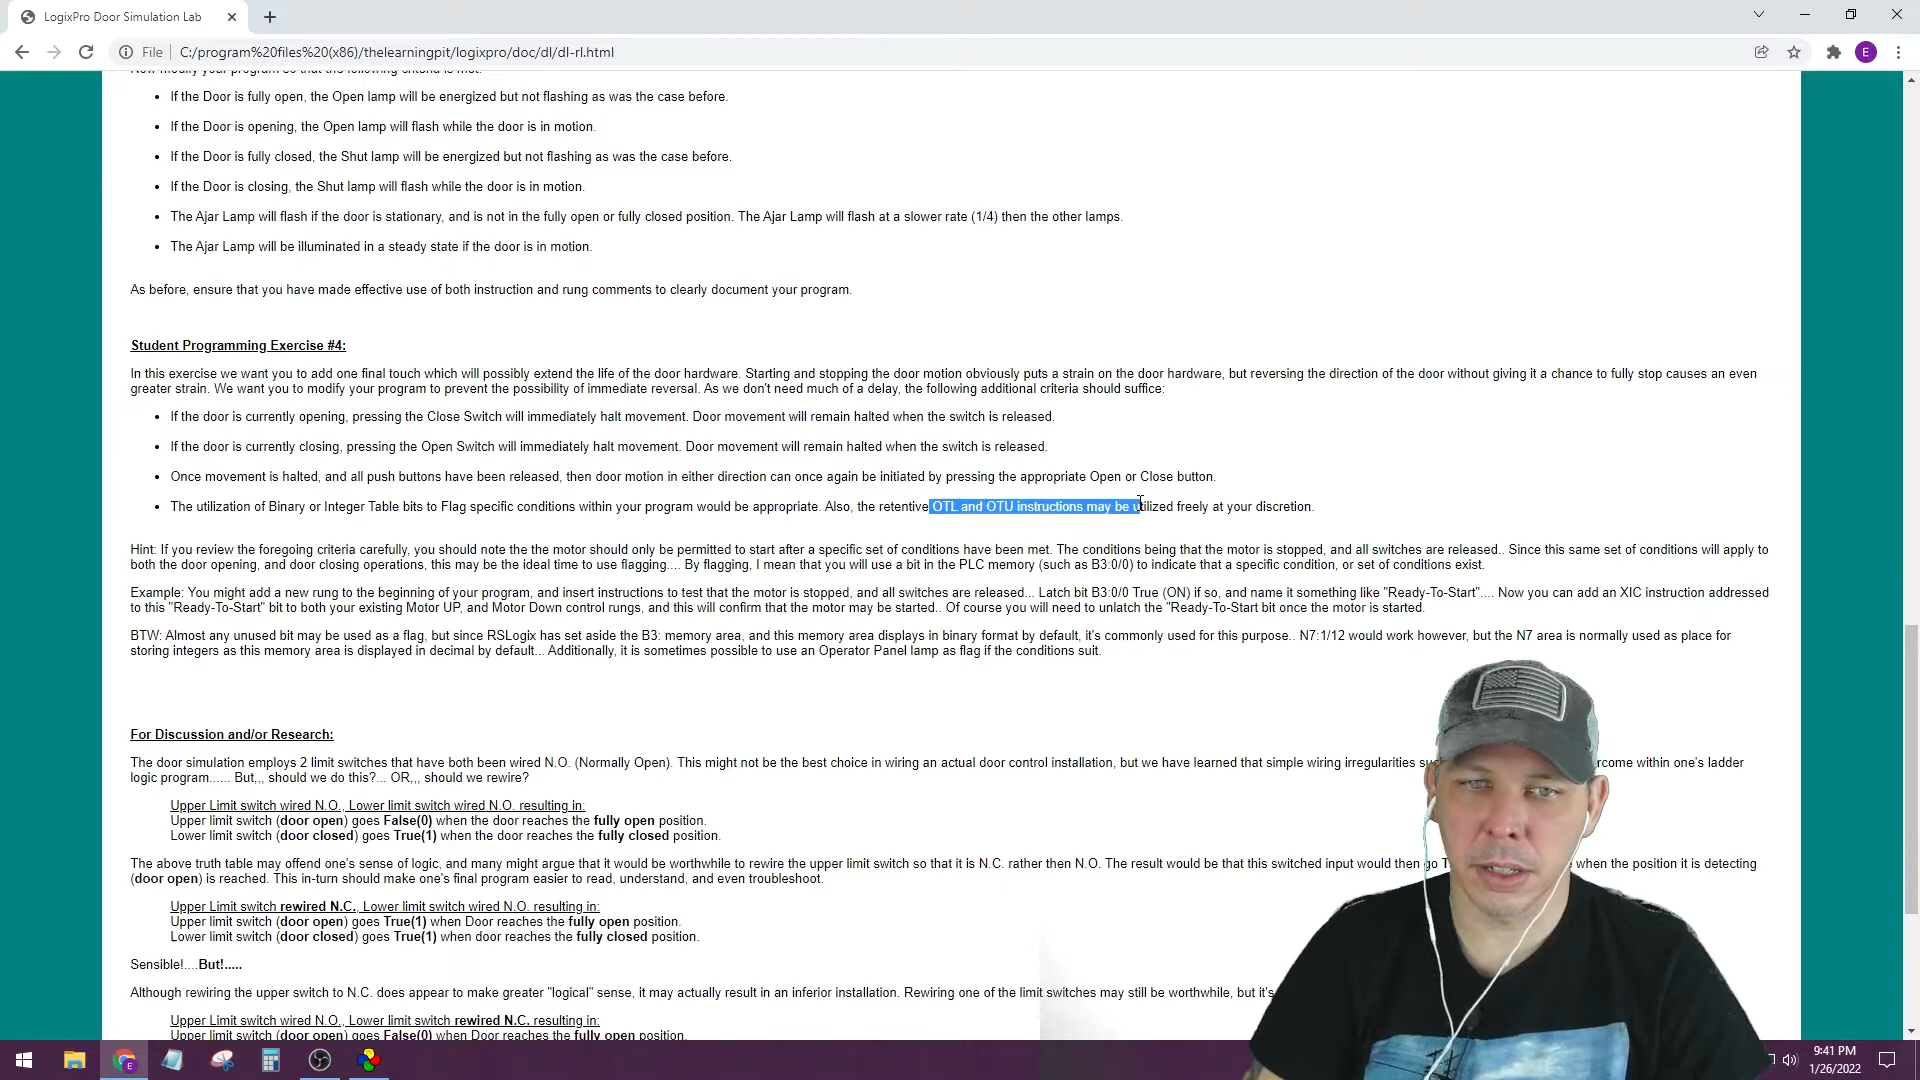 LogixPro Door Simulation Lab
File
C:/program%20files%20(x86)/thelearningpit/logixpro/doc/dl/dl-rl.html
E
Now modify your program so that the following criteria is met:
• If the Door is fully open, the Open lamp will be energized but not flashing as was the case before.
• If the Door is opening, the Open lamp will flash while the door is in motion.
• If the Door is fully closed, the Shut lamp will be energized but not flashing as was the case before.
• If the Door is closing, the Shut lamp will flash while the door is in motion.
• The Ajar Lamp will flash if the door is stationary, and is not in the fully open or fully closed position. The Ajar Lamp will flash at a slower rate (1/4) then the other lamps.
• The Ajar Lamp will be illuminated in a steady state if the door is in motion.
As before, ensure that you have made effective use of both instruction and rung comments to clearly document your program.
Student Programming Exercise #4:
In this exercise we want you to add one final touch which will possibly extend the life of the door hardware. Starting and stopping the door motion obviously puts a strain on the door hardware, but reversing the direction of the door without giving it a chance to fully stop causes an even
greater strain. We want you to modify your program to prevent the possibility of immediate reversal. As we don't need much of a delay, the following additional criteria should suffice:
• If the door is currently opening, pressing the Close Switch will immediately halt movement. Door movement will remain halted when the switch is released.
• If the door is currently closing, pressing the Open Switch will immediately halt movement. Door movement will remain halted when the switch is released.
• Once movement is halted, and all push buttons have been released, then door motion in either direction can once again be initiated by pressing the appropriate Open or Close button.
• The utilization of Binary or Integer Table bits to Flag specific conditions within your program would be appropriate. Also, the retentive OTL and OTU instructions may be utilized freely at your discretion.
Hint: If you review the foregoing criteria carefully, you should note the the motor should only be permitted to start after a specific set of conditions have been met. The conditions being that the motor is stopped, and all switches are released.. Since this same set of conditions will apply to
both the door opening, and door closing operations, this may be the ideal time to use flagging.... By flagging, I mean that you will use a bit in the PLC memory (such as B3:0/0) to indicate that a specific condition, or set of conditions exist.
Example: You might add a new rung to the beginning of your program, and insert instructions to test that the motor is stopped, and all switches are released... Latch bit B3:0/0 True (ON) if so, and name it something like "Ready-To-Start".... Now you can add an XIC instruction addressed
to this "Ready-To-Start" bit to both your existing Motor UP, and Motor Down control rungs, and this will confirm that the motor may be started.. Of course you will need to unlatch the "Ready-To-Start bit once the motor is started.
BTW: Almost any unused bit may be used as a flag, but since RSLogix has set aside the B3: memory area, and this memory area displays in binary format by default, it's commonly used for this purpose.. N7:1/12 would work however, but the N7 area is normally used as place for
storing integers as this memory area is displayed in decimal by default... Additionally, it is sometimes possible to use an Operator Panel lamp as flag if the conditions suit.
For Discussion and/or Research:
The door simulation employs 2 limit switches that have both been wired N.O. (Normally Open). This might not be the best choice in wiring an actual door control installation, but we have learned that simple wiring irregularities rcome within one's ladder
logic program...... But,,, should we do this?... OR,,, should we rewire?
Upper Limit switch wired N.O., Lower limit switch wired N.O. resulting in:
Upper limit switch (door open) goes False(0) when the door reaches the fully open position.
Lower limit switch (door closed) goes True(1) when the door reaches the fully closed position.
The above truth table may offend one's sense of logic, and many might argue that it would be worthwhile to rewire the upper limit switch so that it is N.C. rather then N.O. The result would be that this switched input would then go when the position it is detecting
(door open) is reached. This in-turn should make one's final program easier to read, understand, and even troubleshoot.
Upper Limit switch rewired N.C., Lower limit switch wired N.O. resulting in:
Upper limit switch (door open) goes True(1) when Door reaches the fully open position.
Lower limit switch (door closed) goes True(1) when door reaches the fully closed position.
Sensible!....But!.....
Although rewiring the upper switch to N.C. does appear to make greater "logical" sense, it may actually result in an inferior installation. Rewiring one of the limit switches may still be worthwhile, but it's
Upper Limit switch wired N.O., Lower limit switch rewired N.C. resulting in:
Upper limit switch (door open) goes False(0) when Door reaches the fully open position.
E
9:41 PM
1/26/2022